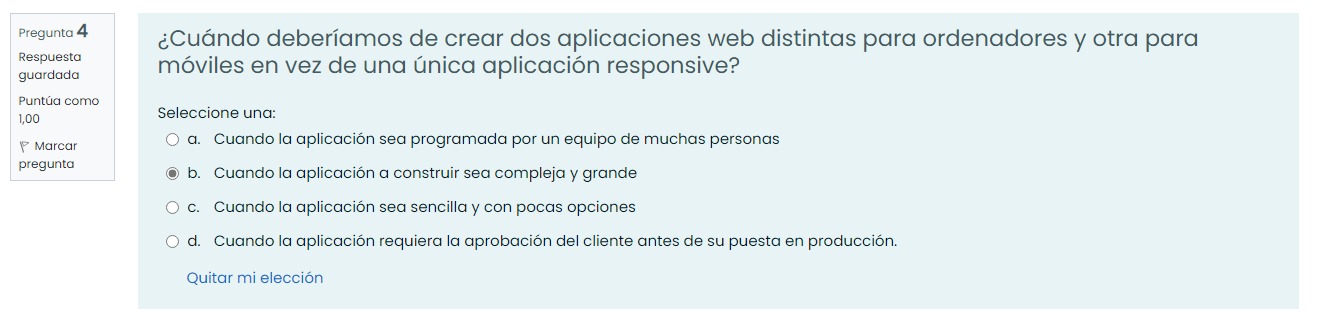 Pregunta 4
Respuesta
guardada
Puntúa como
1,00
Marcar
pregunta
¿Cuándo deberíamos de crear dos aplicaciones web distintas para ordenadores y otra para
móviles en vez de una única aplicación responsive?
Seleccione una:
a. Cuando la aplicación sea programada por un equipo de muchas personas
b. Cuando la aplicación a construir sea compleja y grande
c. Cuando la aplicación sea sencilla y con pocas opciones
d. Cuando la aplicación requiera la aprobación del cliente antes de su puesta en producción.
Quitar mi elección